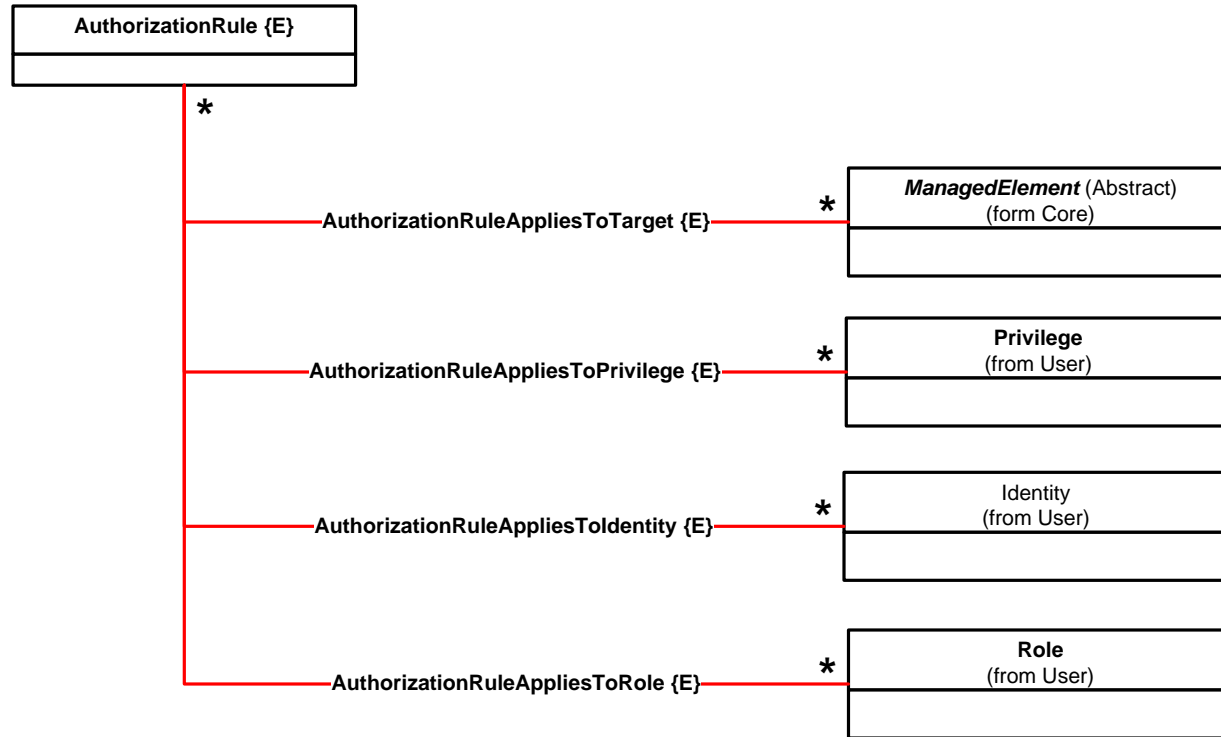 AuthorizationRule {E}
*
ManagedElement (Abstract)
(form Core)
AuthorizationRuleAppliesToTarget {E}
*
Privilege
(from User)
AuthorizationRuleAppliesToPrivilege {E}
*
Identity
(from User)
AuthorizationRuleAppliesToIdentity {E}
*
Role
(from User)
AuthorizationRuleAppliesToRole {E}
*